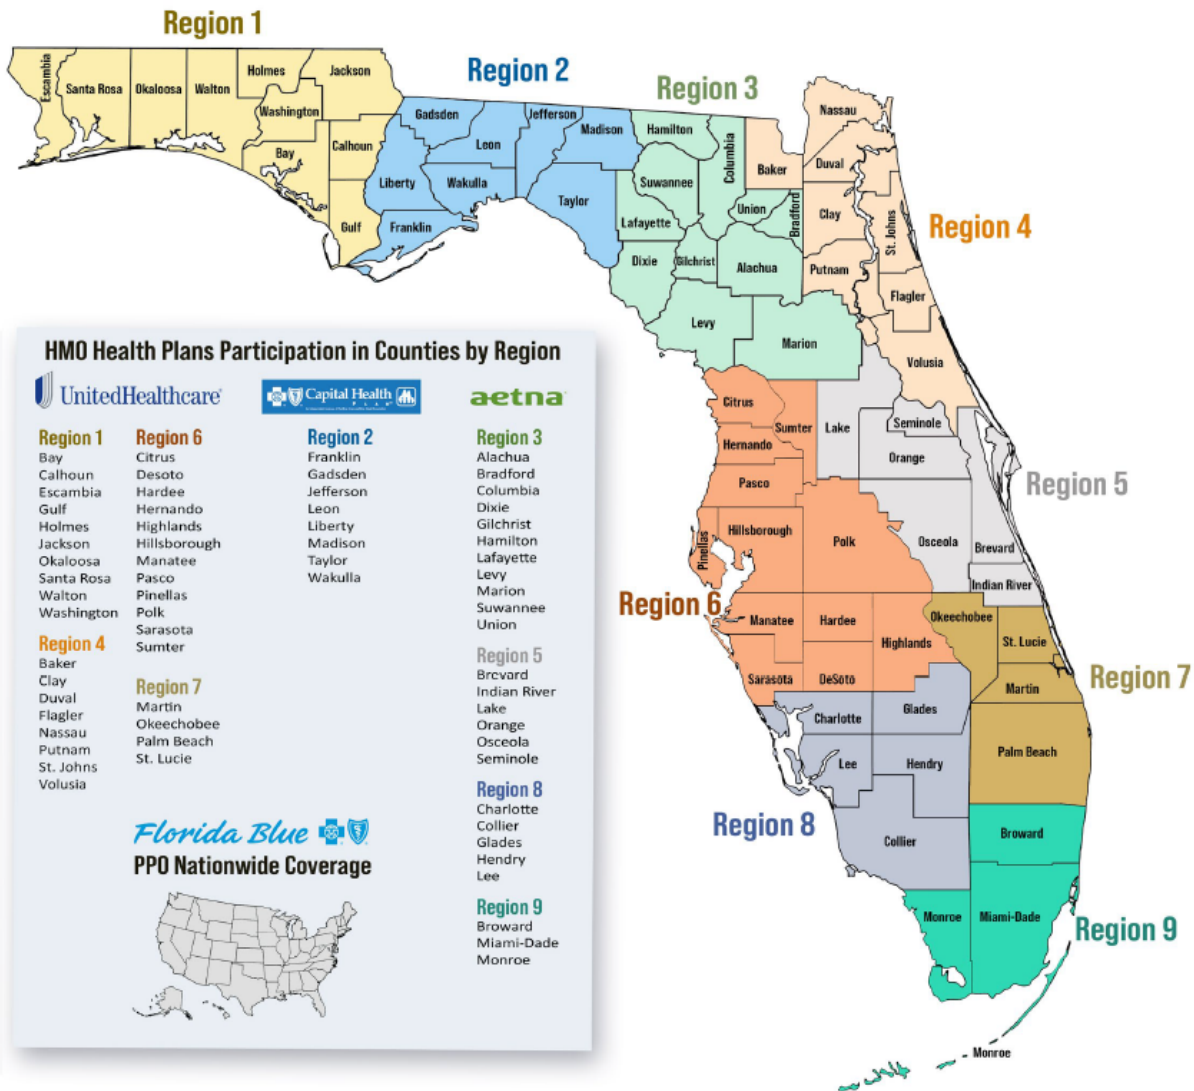 Region 1
Region 2
Region 3
Region 4
Region 5
Region 6
Region 7
Region 8
Region 9
Escambia
Santa Rosa
Okaloosa
Walton
Holmes
Jackson
Washington
Bay
Calhoun
Gulf
Gadsden
Leon
Jefferson
Madison
Liberty
Wakulla
Franklin
Taylor
Hamilton
Columbia
Suwannee
Lafayette
Union
Bradford
Dixie
Gilchrist
Alachua
Levy
Marion
Nassau
Baker
Duval
Clay
St. Johns
Putnam
Flagler
Volusia
Citrus
Sumter
Hernando
Pasco
Pinellas
Hillsborough
Polk
Manatee
Hardee
Highlands
Sarasota
DeSoto
Lake
Seminole
Orange
Osceola
Brevard
Indian River
Okeechobee
St. Lucie
Martin
Palm Beach
Charlotte
Glades
Lee
Hendry
Collier
Broward
Monroe
Miami-Dade
Monroe
HMO Health Plans Participation in Counties by Region
UnitedHealthcare
Region 1
Bay
Calhoun
Escambia
Gulf
Holmes
Jackson
Okaloosa
Santa Rosa
Walton
Washington
Region 4
Baker
Clay
Duval
Flagler
Nassau
Putnam
St. Johns
Volusia
Region 6
Citrus
Desoto
Hardee
Hernando
Highlands
Hillsborough
Manatee
Pasco
Pinellas
Polk
Sarasota
Sumter
Region 7
Martin
Okeechobee
Palm Beach
St. Lucie
Capital Health
PLAN
Region 2
Franklin
Gadsden
Jefferson
Leon
Liberty
Madison
Taylor
Wakulla
aetna
Region 3
Alachua
Bradford
Columbia
Dixie
Gilchrist
Hamilton
Lafayette
Levy
Marion
Suwannee
Union
Region 5
Brevard
Indian River
Lake
Orange
Osceola
Seminole
Region 8
Charlotte
Collier
Glades
Hendry
Lee
Region 9
Broward
Miami-Dade
Monroe
Florida Blue
PPO Nationwide Coverage